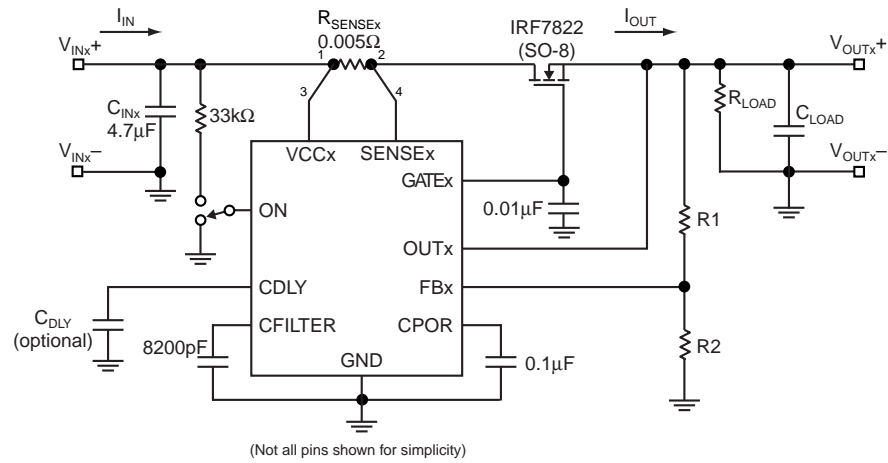 I_IN
R_SENSEx
0.005Ω
IRF7822
(SO-8)
I_OUT
V_INx+
1
2
V_OUTx+
3
4
C_INx
4.7μF
33kΩ
R_LOAD
C_LOAD
V_INx–
VCCx
SENSEx
V_OUTx–
GATEx
ON
0.01μF
R1
OUTx
CDLY
FBx
C_DLY
(optional)
CFILTER
CPOR
8200pF
GND
0.1μF
R2
(Not all pins shown for simplicity)